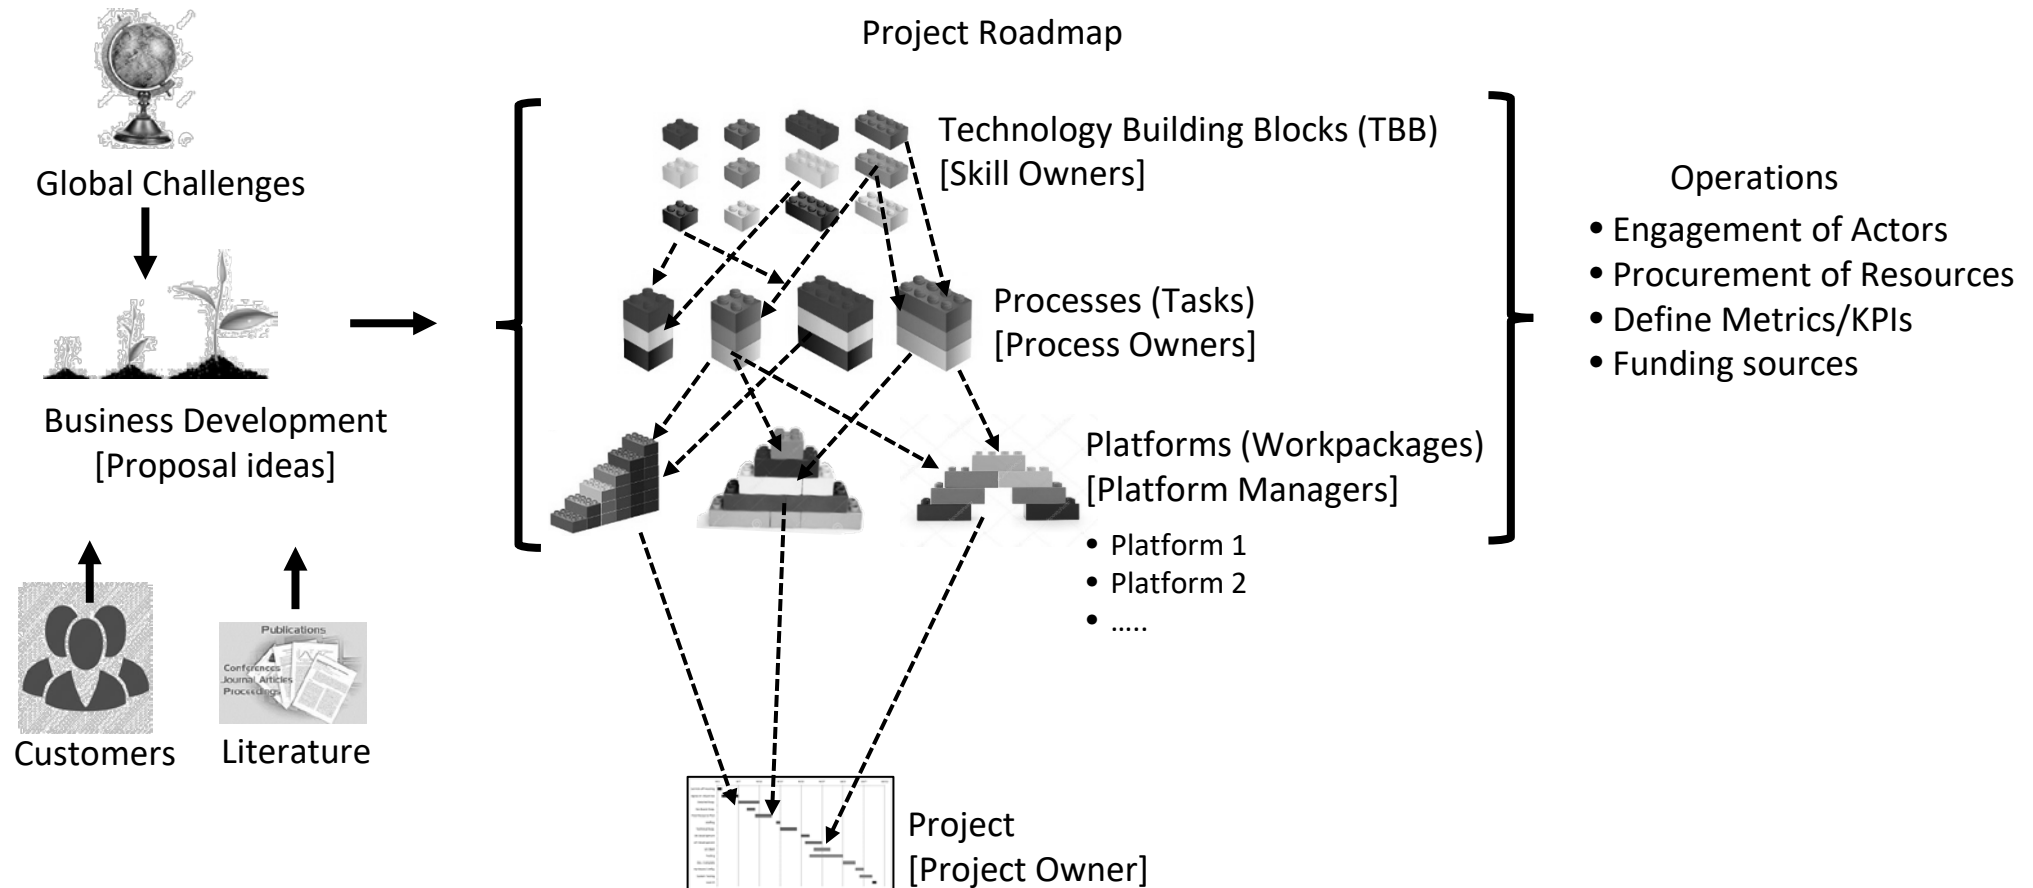 Project Roadmap
Global Challenges
Business Development
[Proposal ideas]
Publications
Conferences
Journal Articles
Proceedings
Customers
Literature
Technology Building Blocks (TBB)
[Skill Owners]
Processes (Tasks)
[Process Owners]
Platforms (Workpackages)
[Platform Managers]
• Platform 1
• Platform 2
• .....
Project
[Project Owner]
Operations
• Engagement of Actors
• Procurement of Resources
• Define Metrics/KPIs
• Funding sources